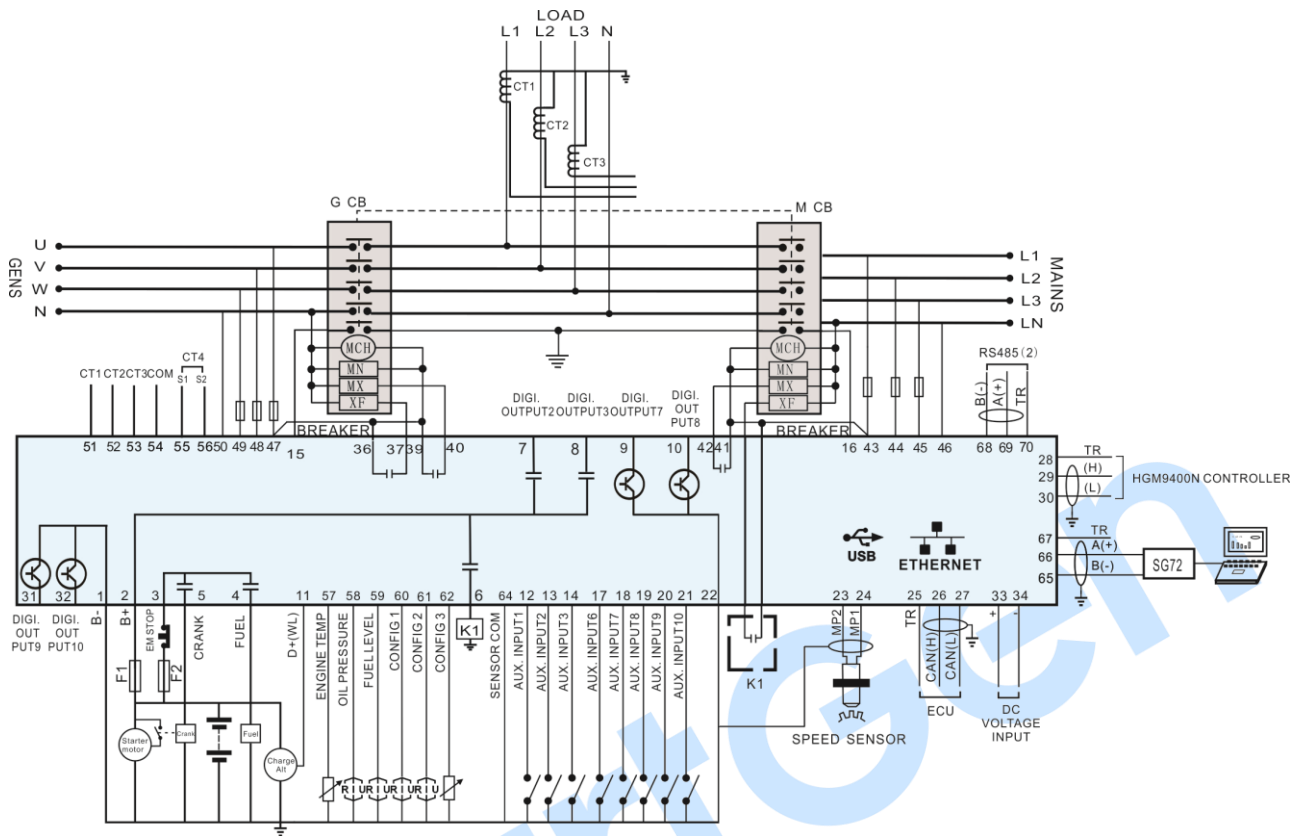 LOAD
L1 L2 L3 N
CT1
CT2
CT3
G CB
M CB
GENS
U
V
W
N
MAINS
L1
L2
L3
LN
MCH
MN
MX
XF
MCH
MN
MX
XF
CT4
CT1 CT2 CT3 COM S1 S2
RS485(2)
B(-)
A(+)
TR
DIGI. OUTPUT2
DIGI. OUTPUT3
DIGI. OUTPUT7
DIGI. OUT PUT8
BREAKER
BREAKER
51 52 53 54 55 56 50 49 48 47 15 36 37 39 40 7 8 9 10 42 41 16 43 44 45 46 68 69 70
28 TR
29 (H)
30 (L)
HGM9400N CONTROLLER
67 TR
66 A(+)
65 B(-)
SG72
USB
ETHERNET
31 32 1 2 3 5 4 11 57 58 59 60 61 62 6 64 12 13 14 17 18 19 20 21 22 23 24 25 26 27 33 34
DIGI. OUT PUT9
DIGI. OUT PUT10
B-
B+
EM STOP
CRANK
FUEL
D+(WL)
ENGINE TEMP
OIL PRESSURE
FUEL LEVEL
CONFIG 1
CONFIG 2
CONFIG 3
K1
SENSOR COM
AUX. INPUT1
AUX. INPUT2
AUX. INPUT3
AUX. INPUT6
AUX. INPUT7
AUX. INPUT8
AUX. INPUT9
AUX. INPUT10
K1
MP2
MP1
TR
CAN(H)
CAN(L)
+
-
F1
F2
Starter motor
Crank
Fuel
Charge Alt
R U R U R U R U
SPEED SENSOR
ECU
DC VOLTAGE INPUT
rtGen